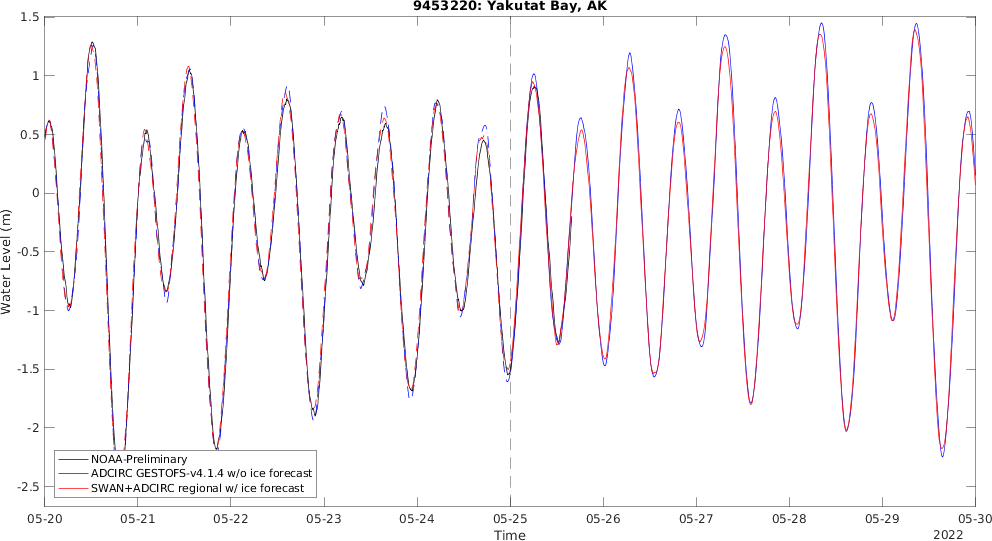 9453220: Yakutat Bay, AK
Water Level (m)
1.5
1
0.5
0
-0.5
-1
-1.5
-2
-2.5
NOAA-Preliminary
ADCIRC GESTOFS-v4.1.4 w/o ice forecast
SWAN+ADCIRC regional w/ ice forecast
05-20 05-21 05-22 05-23 05-24 05-25 05-26 05-27 05-28 05-29 05-30
Time
2022